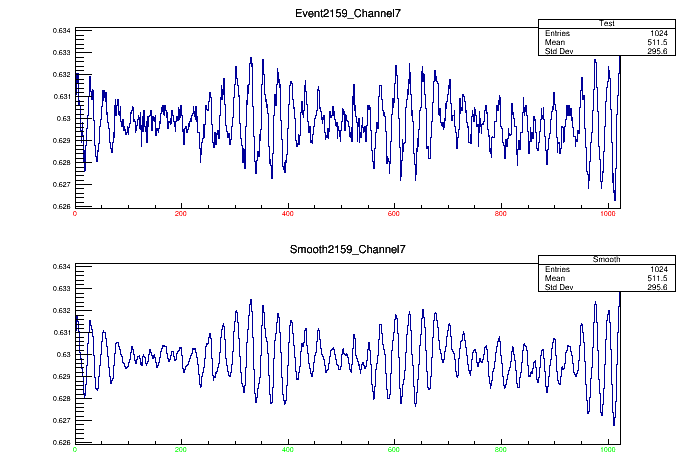 Event2159_Channel7
Test
Entries 1024
Mean 511.5
Std Dev 295.6
0.634
0.633
0.632
0.631
0.63
0.629
0.628
0.627
0.626
0 200 400 600 800 1000
Smooth2159_Channel7
Smooth
Entries 1024
Mean 511.5
Std Dev 295.6
0.634
0.633
0.632
0.631
0.63
0.629
0.628
0.627
0.626
0 200 400 600 800 1000